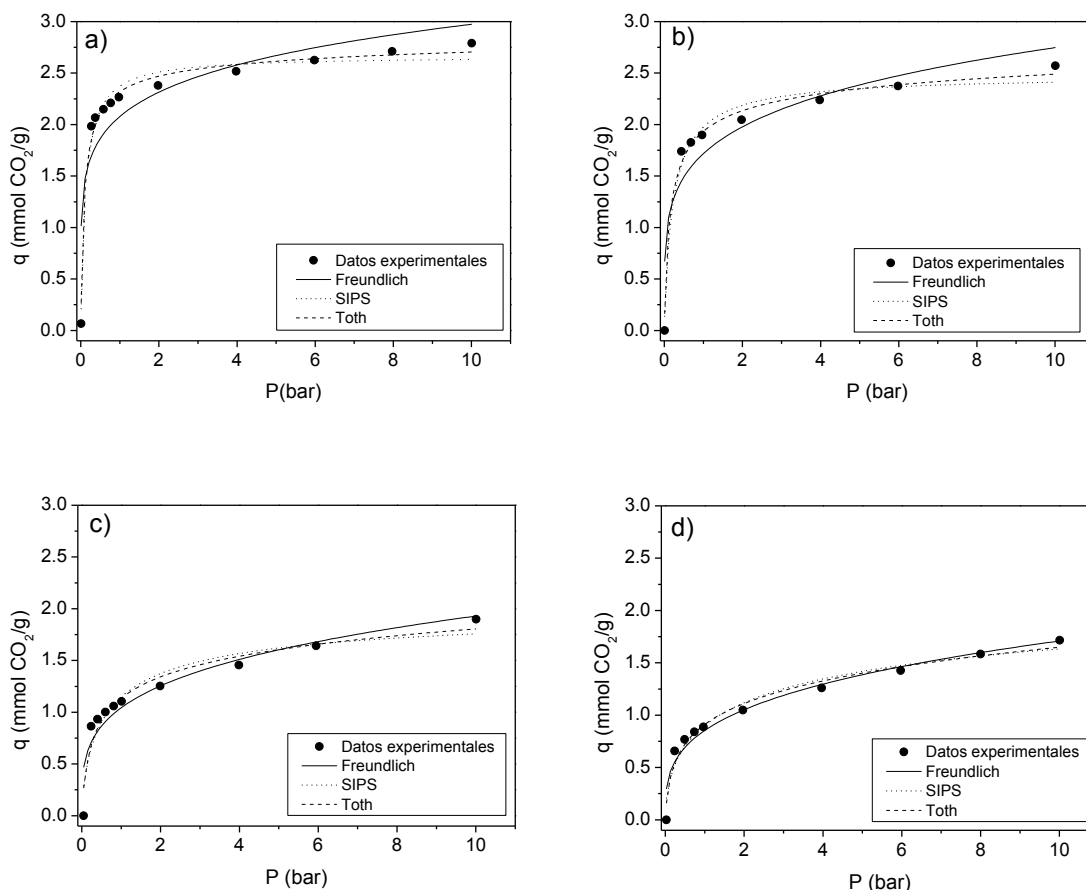 a)
3.0
2.5
2.0
1.5
1.0
0.5
0.0
q (mmol CO₂/g)
Datos experimentales
Freundlich
SIPS
Toth
0 2 4 6 8 10
P(bar)
b)
3.0
2.5
2.0
1.5
1.0
0.5
0.0
q (mmol CO₂/g)
Datos experimentales
Freundlich
SIPS
Toth
0 2 4 6 8 10
P (bar)
c)
3.0
2.5
2.0
1.5
1.0
0.5
0.0
q (mmol CO₂/g)
Datos experimentales
Freundlich
SIPS
Toth
0 2 4 6 8 10
P (bar)
d)
3.0
2.5
2.0
1.5
1.0
0.5
0.0
q (mmol CO₂/g)
Datos experimentales
Freundlich
SIPS
Toth
0 2 4 6 8 10
P (bar)